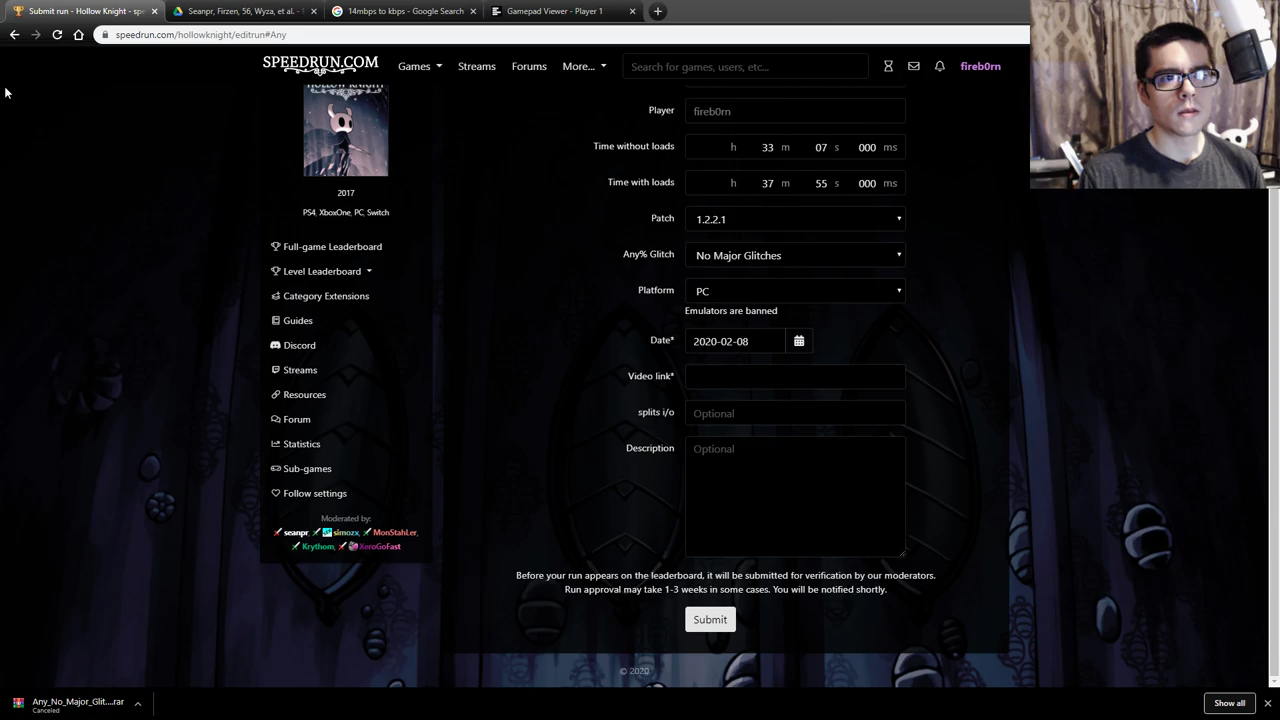 Submit run - Hollow Knight - spe
Seanpr, Firzen, 56, Wyza, et al. -
14mbps to kbps - Google Search
Gamepad Viewer - Player 1
speedrun.com/hollowknight/editrun#Any
SPEEDRUN.COM
Games
Streams
Forums
More...
Search for games, users, etc...
fireb0rn
HOLLOW KNIGHT
2017
PS4, XboxOne, PC, Switch
Full-game Leaderboard
Level Leaderboard
Category Extensions
Guides
Discord
Streams
Resources
Forum
Statistics
Sub-games
Follow settings
Moderated by:
seanpr, simozx, MonStahLer,
Krythom, XeroGoFast
Player fireb0rn
Time without loads h 33 m 07 s 000 ms
Time with loads h 37 m 55 s 000 ms
Patch 1.2.2.1
Any% Glitch No Major Glitches
Platform PC
Emulators are banned
Date* 2020-02-08
Video link*
splits i/o Optional
Description Optional
Before your run appears on the leaderboard, it will be submitted for verification by our moderators.
Run approval may take 1-3 weeks in some cases. You will be notified shortly.
Submit
© 2020
Any_No_Major_Glit....rar
Canceled
Show all